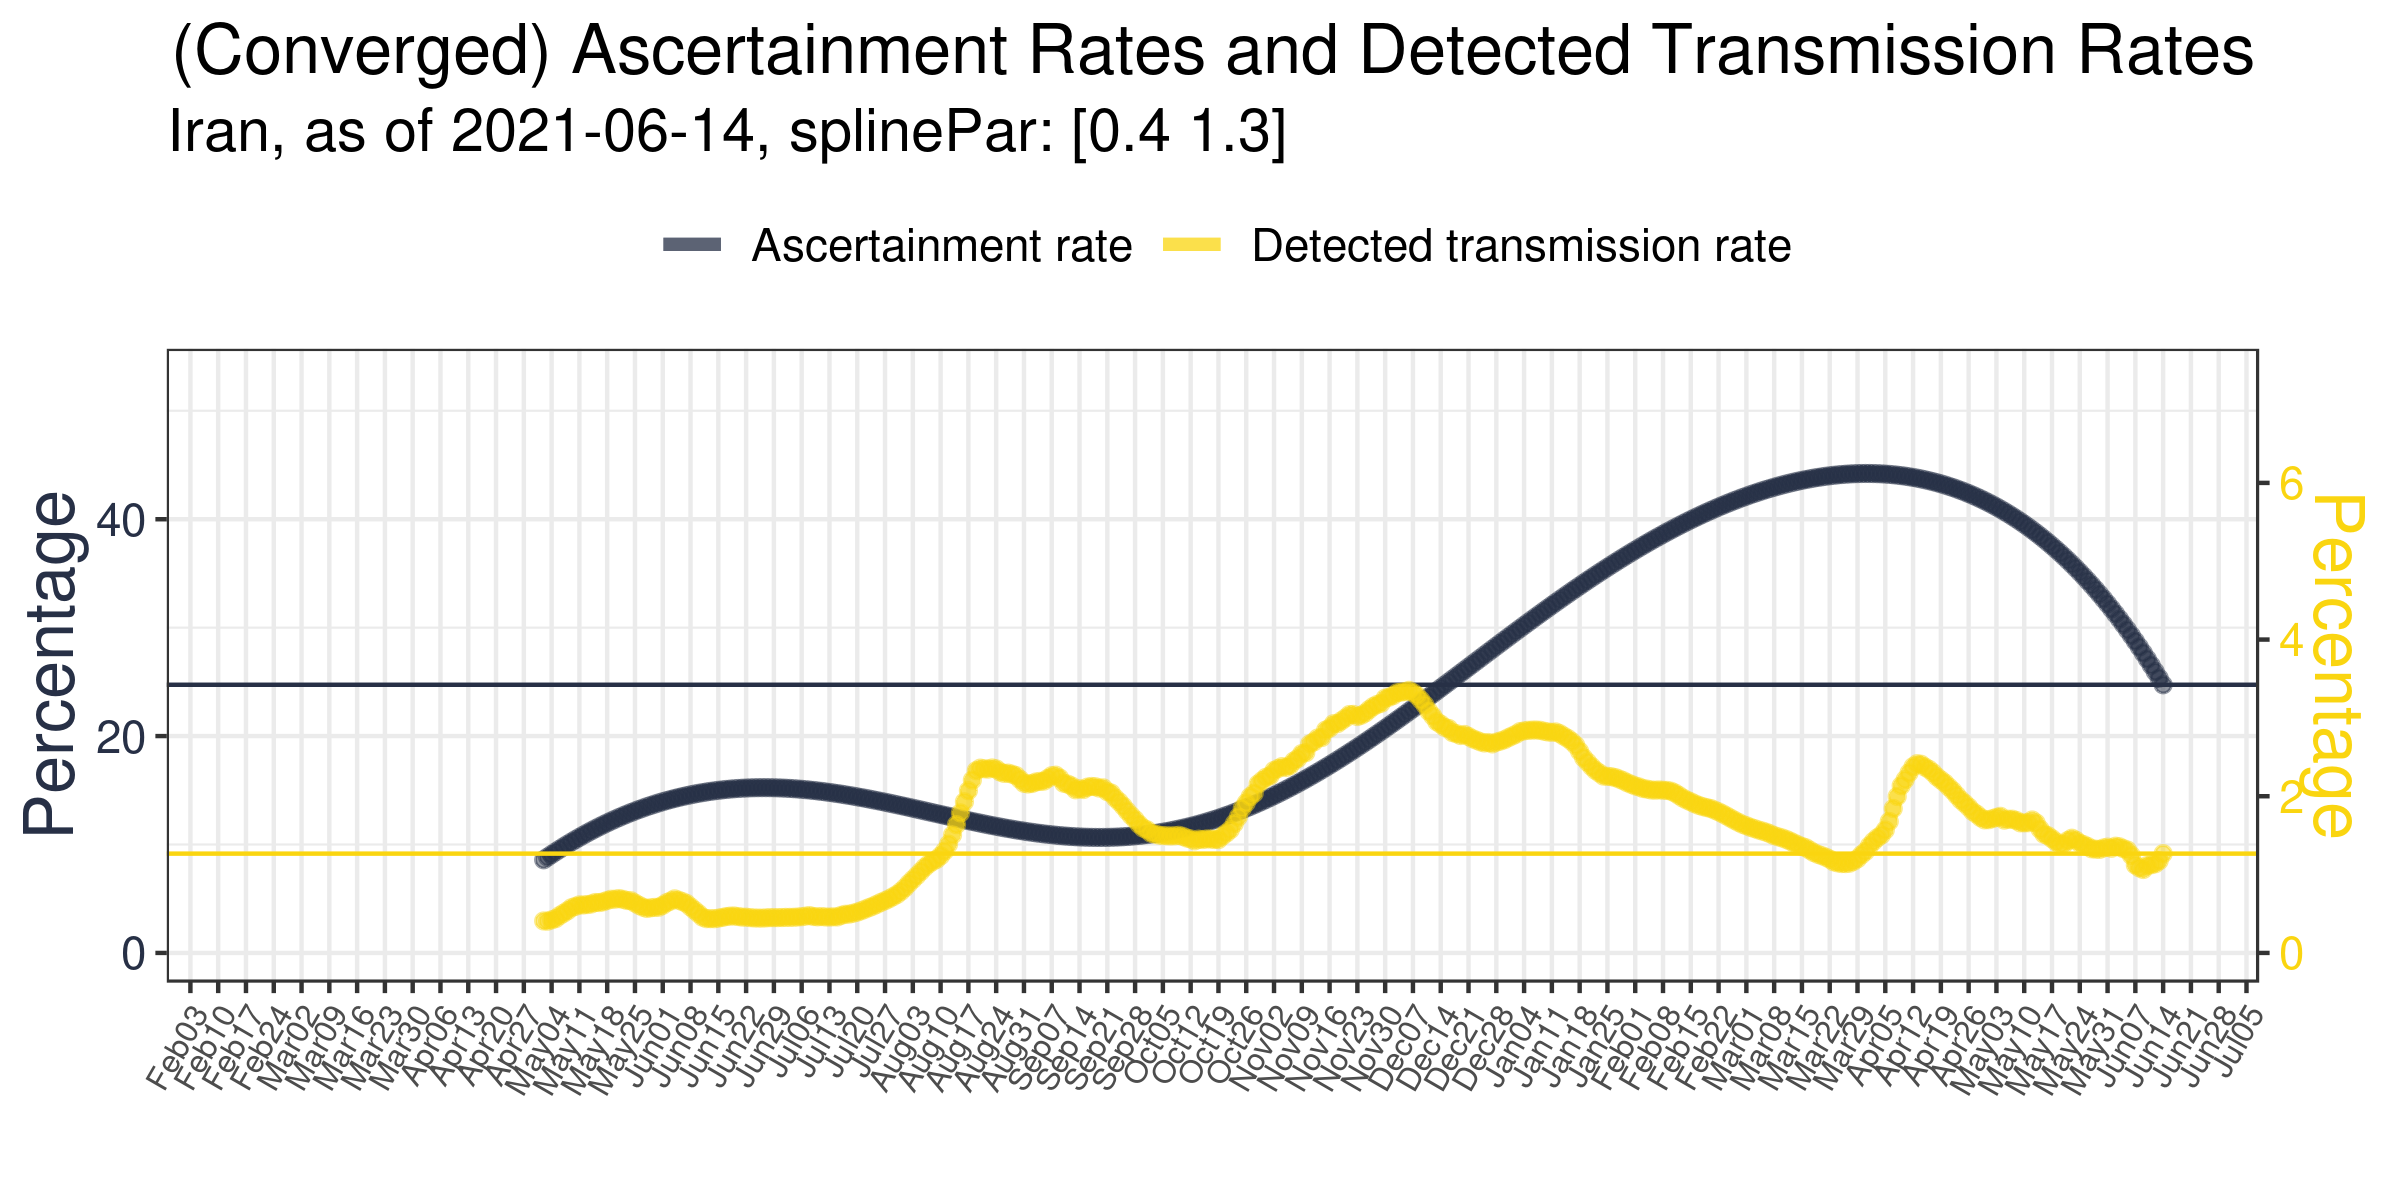 (Converged) Ascertainment Rates and Detected Transmission Rates
Iran, as of 2021-06-14, splinePar: [0.4 1.3]
Ascertainment rate Detected transmission rate
Percentage
40
20
0
6
4
2
0
Percentage
Feb03 Feb10 Feb17 Feb24 Mar02 Mar09 Mar16 Mar23 Mar30 Apr06 Apr13 Apr20 Apr27 May04 May11 May18 May25 Jun01 Jun08 Jun15 Jun22 Jun29 Jul06 Jul13 Jul20 Jul27 Aug03 Aug10 Aug17 Aug24 Aug31 Sep07 Sep14 Sep21 Sep28 Oct05 Oct12 Oct19 Oct26 Nov02 Nov09 Nov16 Nov23 Nov30 Dec07 Dec14 Dec21 Dec28 Jan04 Jan11 Jan18 Jan25 Feb01 Feb08 Feb15 Feb22 Mar01 Mar08 Mar15 Mar22 Mar29 Apr05 Apr12 Apr19 Apr26 May03 May10 May17 May24 May31 Jun07 Jun14 Jun21 Jun28 Jul05